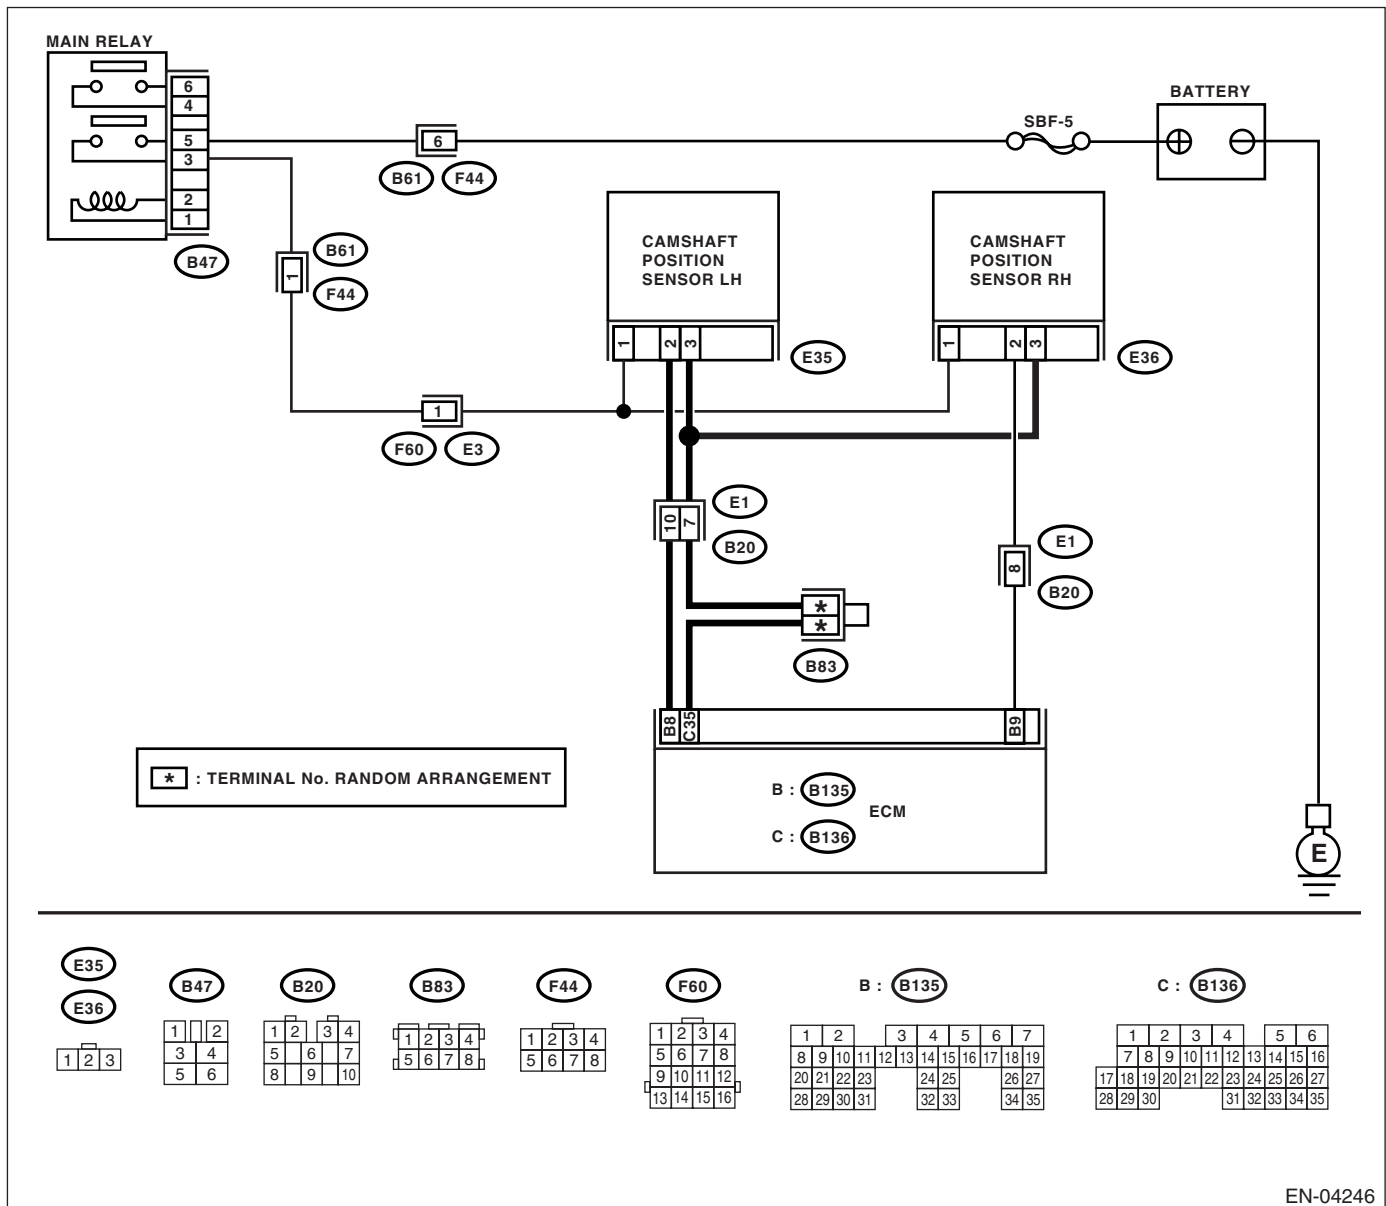 MAIN RELAY
6
4
5
3
2
1
B47
6
B61 F44
SBF-5
BATTERY
1
B61
F44
CAMSHAFT
POSITION
SENSOR LH
1 2 3
E35
CAMSHAFT
POSITION
SENSOR RH
1 2 3
E36
1
F60 E3
10 7
E1
B20
8
E1
B20
* 
*
B83
B8 C35 B9
B : B135
ECM
C : B136
* : TERMINAL No. RANDOM ARRANGEMENT
E
E35
E36
1 2 3
B47
1 2
3 4
5 6
B20
1 2 3 4
5 6 7
8 9 10
B83
1 2 3 4
5 6 7 8
F44
1 2 3 4
5 6 7 8
F60
1 2 3 4
5 6 7 8
9 10 11 12
13 14 15 16
B : B135
1 2 3 4 5 6 7
8 9 10 11 12 13 14 15 16 17 18 19
20 21 22 23 24 25 26 27
28 29 30 31 32 33 34 35
C : B136
1 2 3 4 5 6
7 8 9 10 11 12 13 14 15 16
17 18 19 20 21 22 23 24 25 26 27
28 29 30 31 32 33 34 35
EN-04246